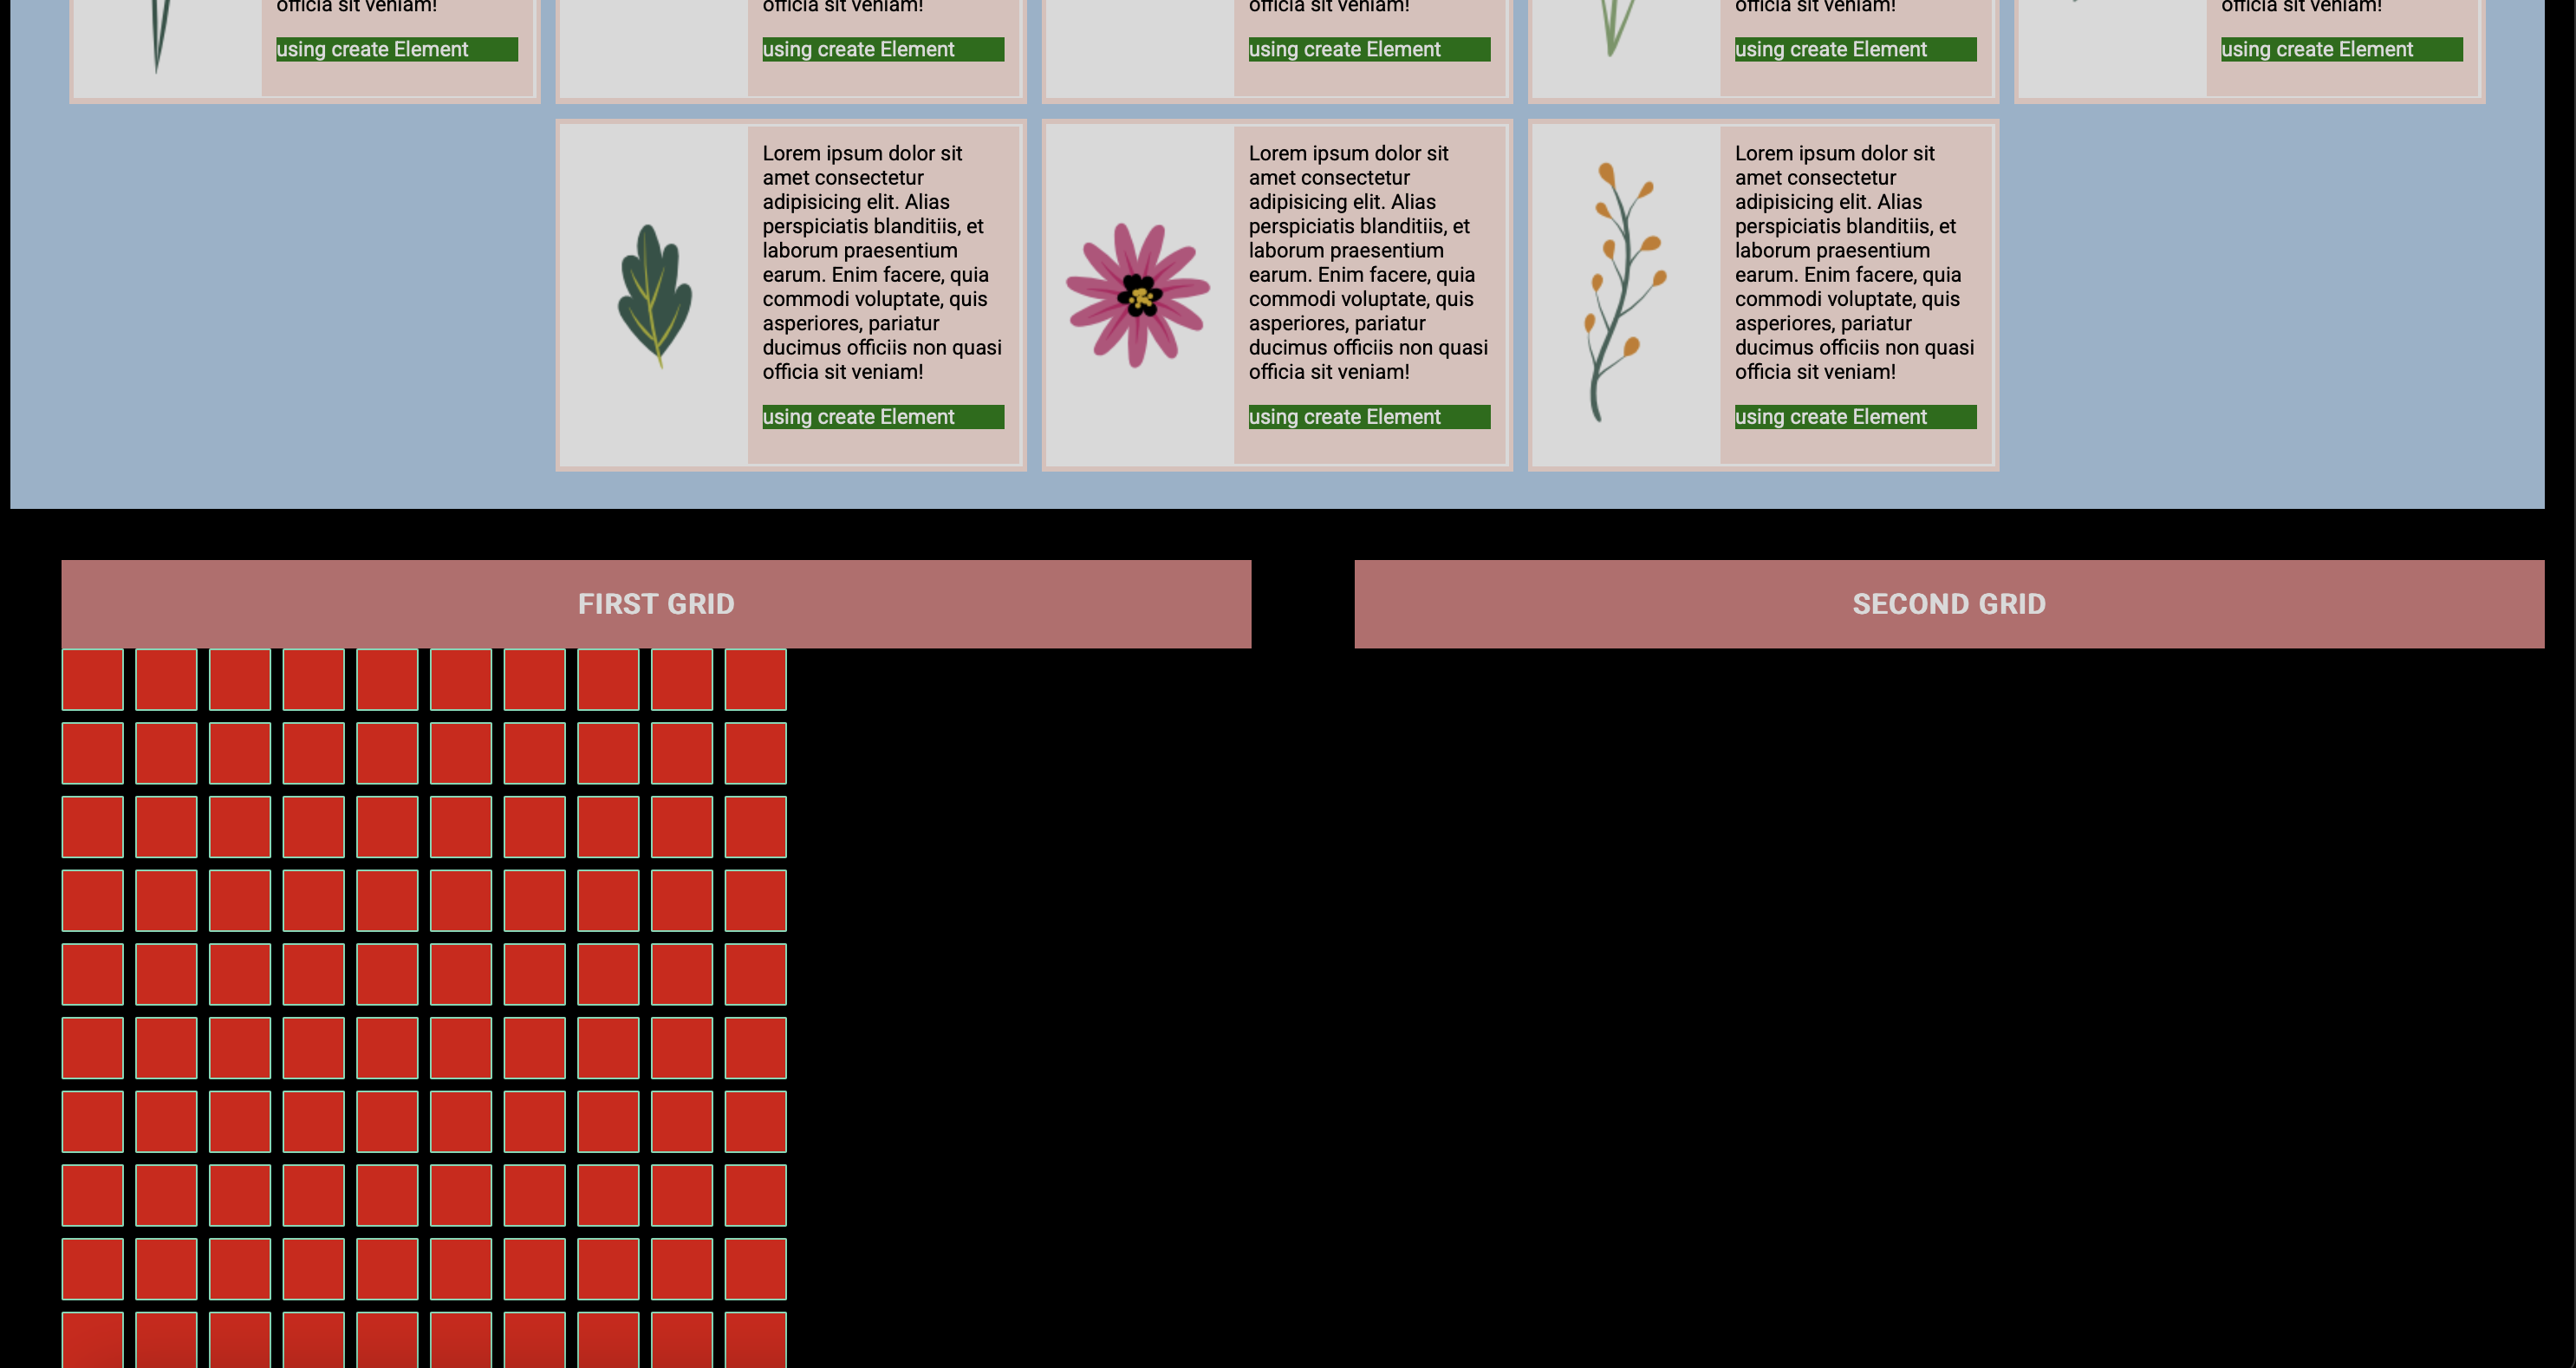 officia sit veniam!
using create Element
officia sit veniam!
using create Element
officia sit veniam!
using create Element
officia sit veniam!
using create Element
officia sit veniam!
using create Element
Lorem ipsum dolor sit
amet consectetur
adipisicing elit. Alias
perspiciatis blanditiis, et
laborum praesentium
earum. Enim facere, quia
commodi voluptate, quis
asperiores, pariatur
ducimus officiis non quasi
officia sit veniam!
using create Element
Lorem ipsum dolor sit
amet consectetur
adipisicing elit. Alias
perspiciatis blanditiis, et
laborum praesentium
earum. Enim facere, quia
commodi voluptate, quis
asperiores, pariatur
ducimus officiis non quasi
officia sit veniam!
using create Element
Lorem ipsum dolor sit
amet consectetur
adipisicing elit. Alias
perspiciatis blanditiis, et
laborum praesentium
earum. Enim facere, quia
commodi voluptate, quis
asperiores, pariatur
ducimus officiis non quasi
officia sit veniam!
using create Element
FIRST GRID
SECOND GRID